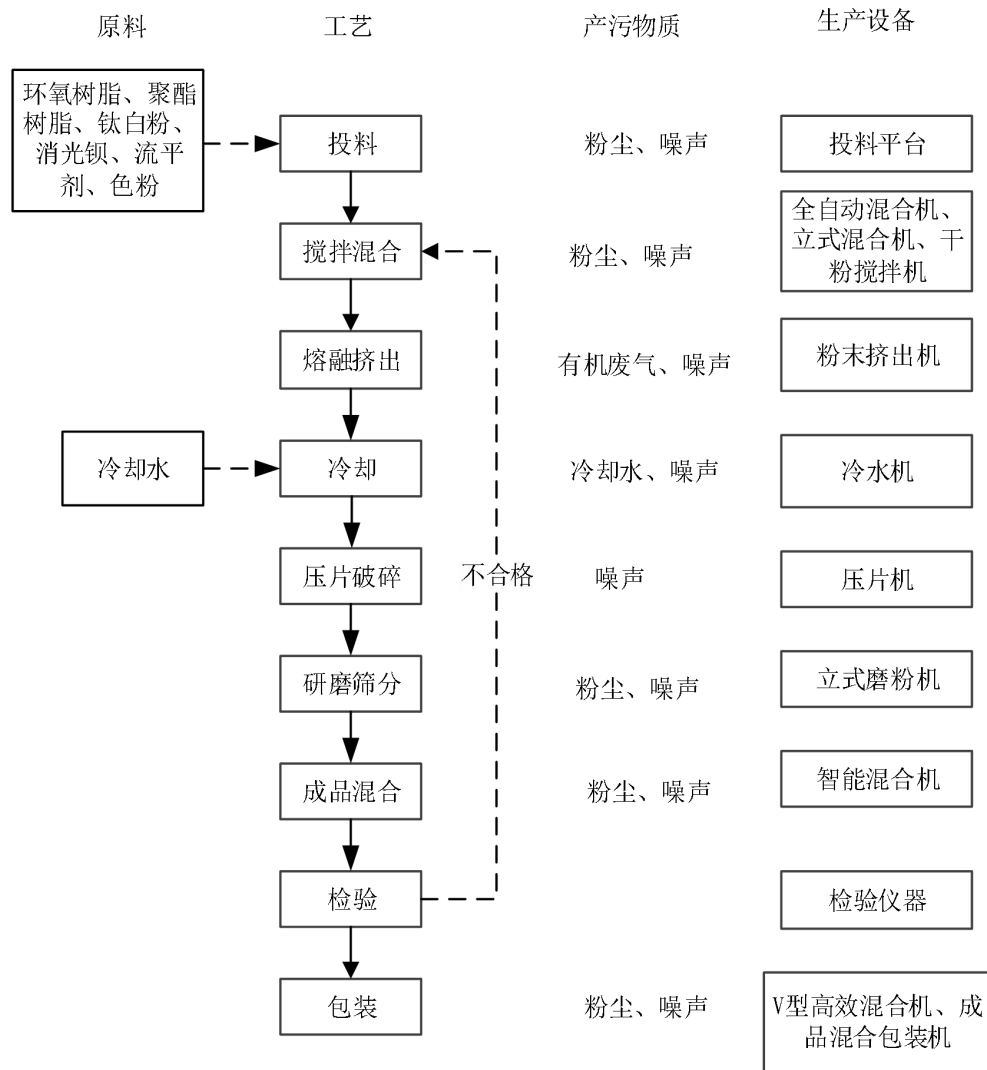 原料
工艺
产污物质
生产设备
环氧树脂、聚酯
树脂、钛白粉、
消光钡、流平
剂、色粉
投料
粉尘、噪声
投料平台
搅拌混合
粉尘、噪声
全自动混合机、
立式混合机、干
粉搅拌机
熔融挤出
有机废气、噪声
粉末挤出机
冷却水
冷却
冷却水、噪声
冷水机
压片破碎
不合格
噪声
压片机
研磨筛分
粉尘、噪声
立式磨粉机
成品混合
粉尘、噪声
智能混合机
检验
检验仪器
包装
粉尘、噪声
V型高效混合机、成
品混合包装机